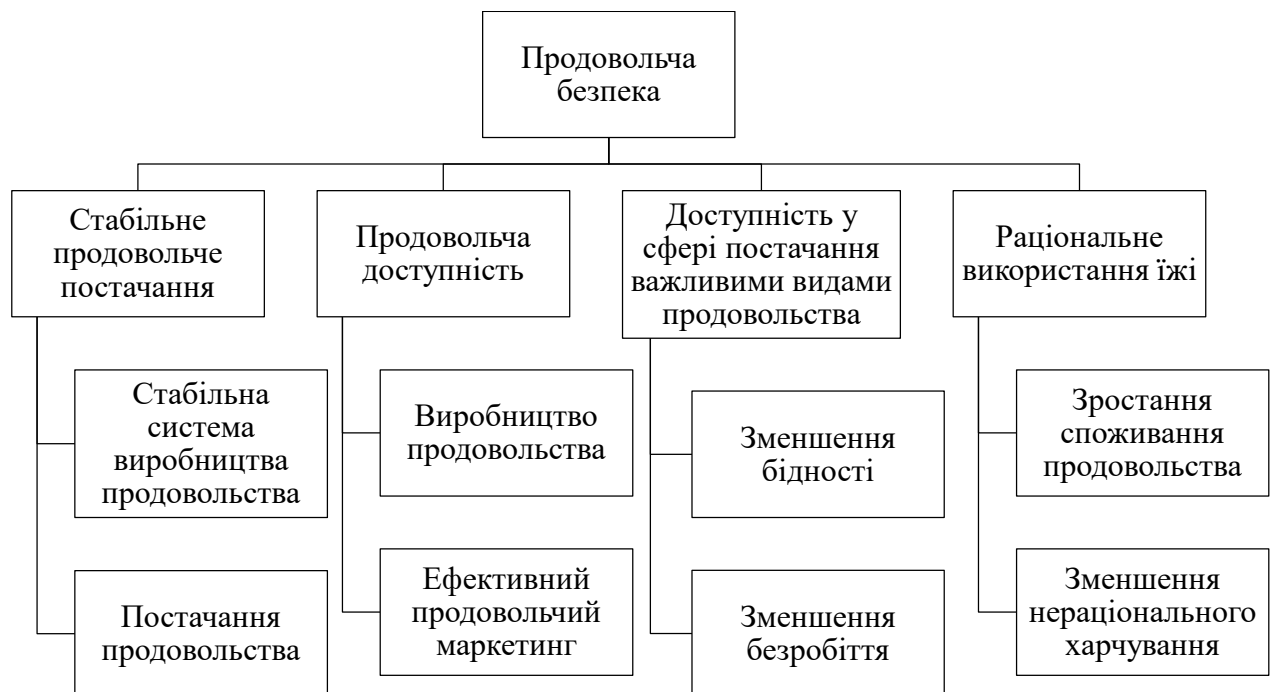 Продовольча
безпека
Стабільне
продовольче
постачання
Продовольча
доступність
Доступність у
сфері постачання
важливими видами
продовольства
Раціональне
використання їжі
Стабільна
система
виробництва
продовольства
Виробництво
продовольства
Зменшення
бідності
Зростання
споживання
продовольства
Постачання
продовольства
Ефективний
продовольчий
маркетинг
Зменшення
безробіття
Зменшення
нераціонального
харчування